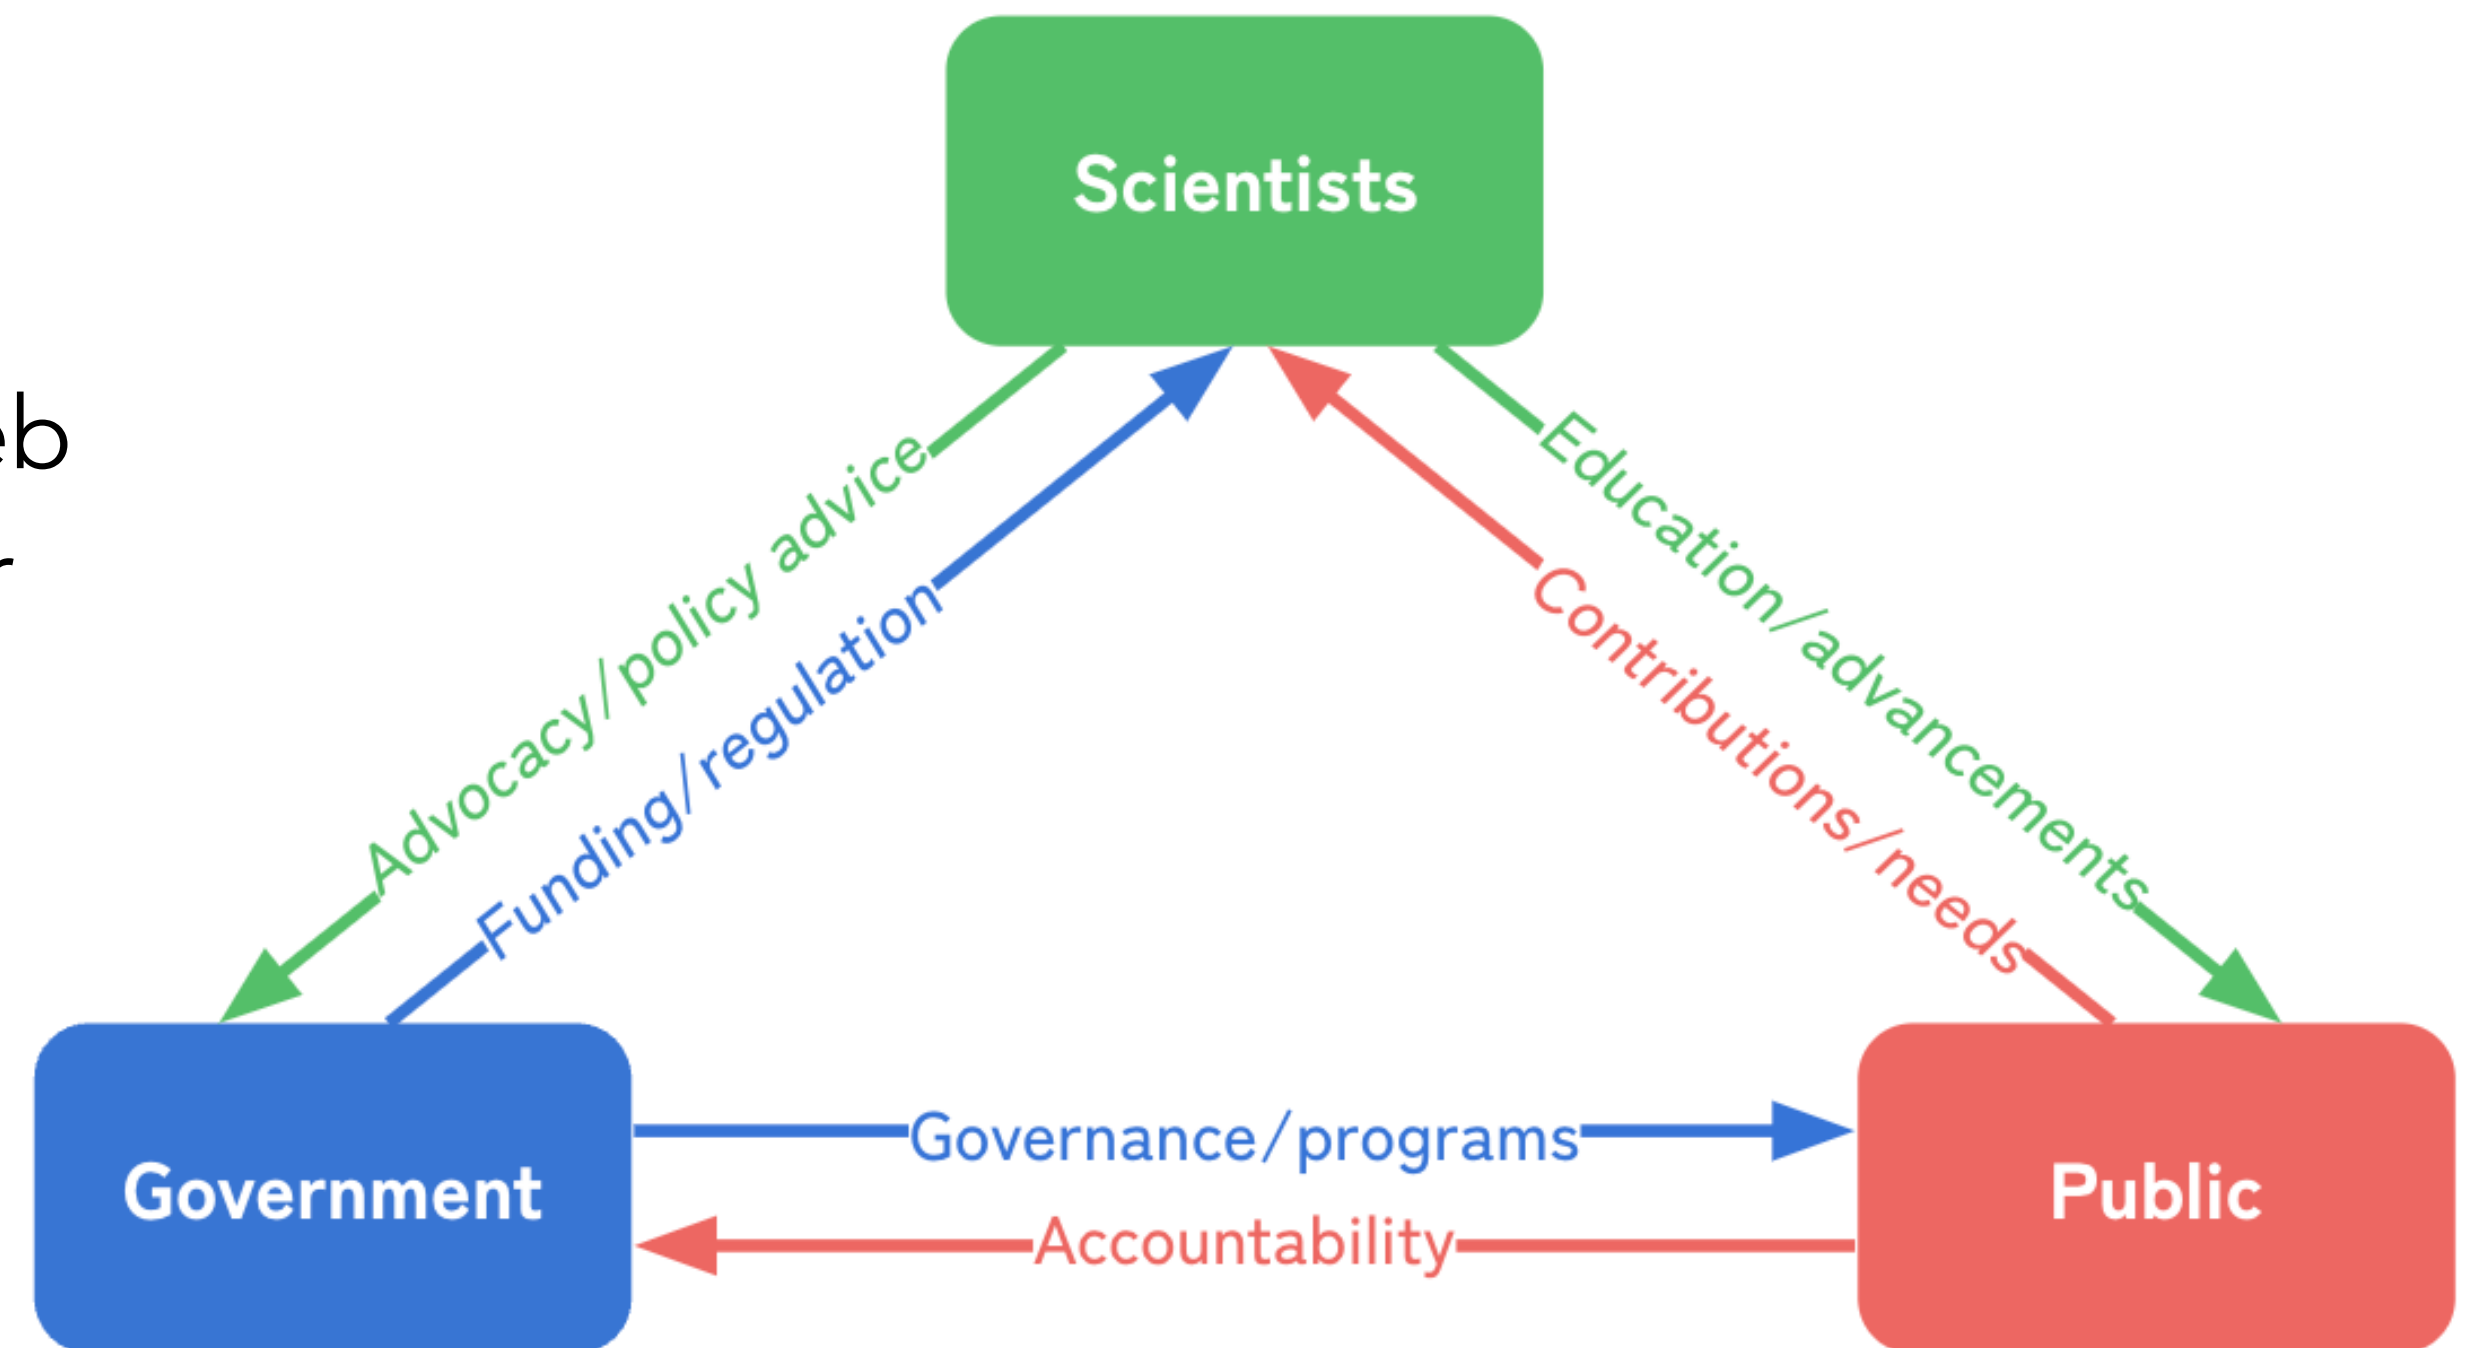 Scientists
Advocacy/policy advice
Funding/regulation
Education/advancements
Contributions/needs
Governance/programs
Government
Public
Accountability